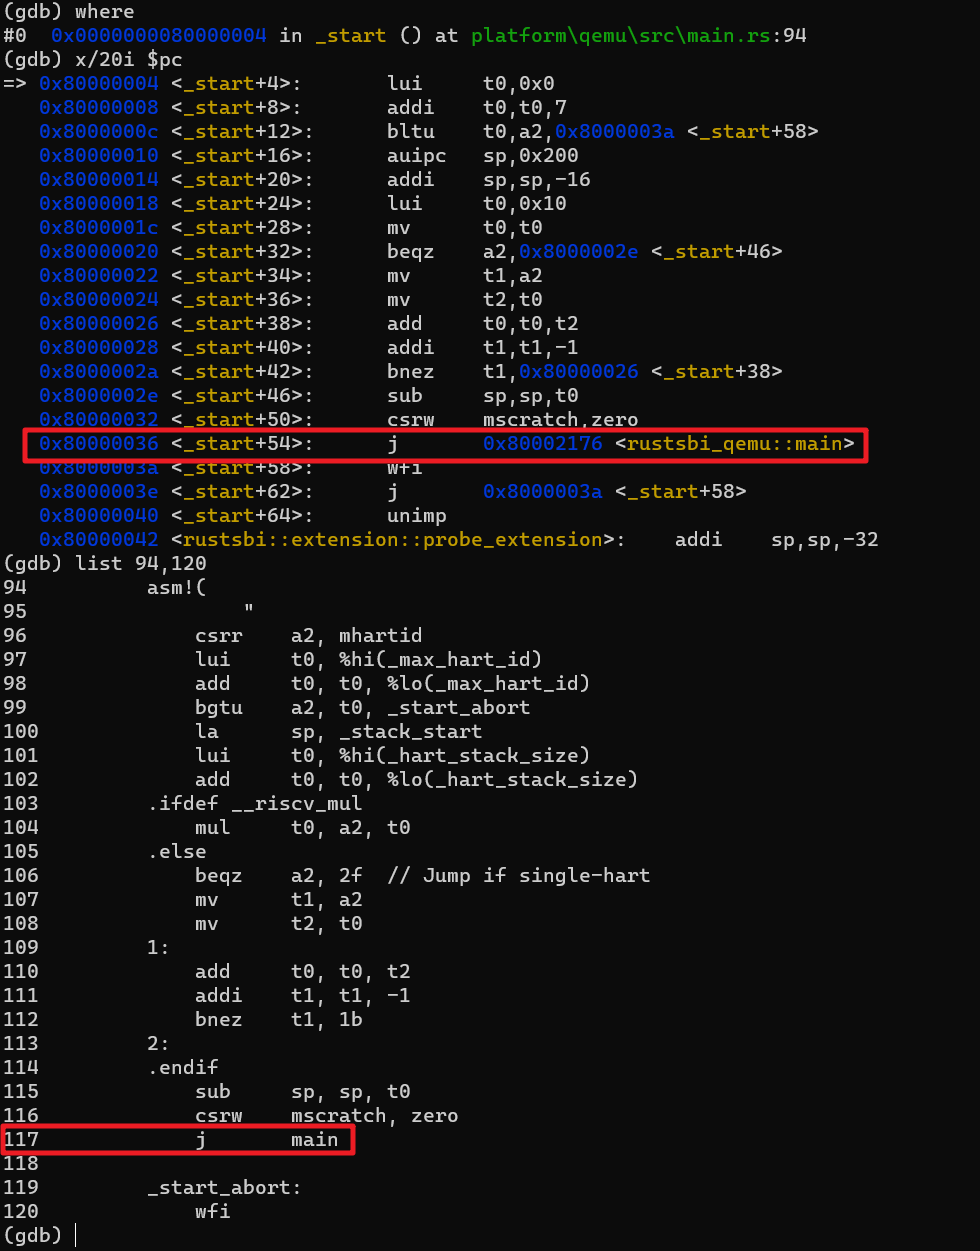 (gdb) where
#0  0x0000000080000004 in _start () at platform\qemu\src\main.rs:94
(gdb) x/20i $pc
=> 0x80000004 <_start+4>:       lui     t0,0x0
   0x80000008 <_start+8>:       addi    t0,t0,7
   0x8000000c <_start+12>:      bltu    t0,a2,0x8000003a <_start+58>
   0x80000010 <_start+16>:      auipc   sp,0x200
   0x80000014 <_start+20>:      addi    sp,sp,-16
   0x80000018 <_start+24>:      lui     t0,0x10
   0x8000001c <_start+28>:      mv      t0,t0
   0x80000020 <_start+32>:      beqz    a2,0x8000002e <_start+46>
   0x80000022 <_start+34>:      mv      t1,a2
   0x80000024 <_start+36>:      mv      t2,t0
   0x80000026 <_start+38>:      add     t0,t0,t2
   0x80000028 <_start+40>:      addi    t1,t1,-1
   0x8000002a <_start+42>:      bnez    t1,0x80000026 <_start+38>
   0x8000002e <_start+46>:      sub     sp,sp,t0
   0x80000032 <_start+50>:      csrw    mscratch,zero
   0x80000036 <_start+54>:      j       0x80002176 <rustsbi_qemu::main>
   0x8000003a <_start+58>:      wfi
   0x8000003e <_start+62>:      j       0x8000003a <_start+58>
   0x80000040 <_start+64>:      unimp
   0x80000042 <rustsbi::extension::probe_extension>:    addi    sp,sp,-32
(gdb) list 94,120
94          asm!(
95                  "
96              csrr    a2, mhartid
97              lui     t0, %hi(_max_hart_id)
98              add     t0, t0, %lo(_max_hart_id)
99              bgtu    a2, t0, _start_abort
100             la      sp, _stack_start
101             lui     t0, %hi(_hart_stack_size)
102             add     t0, t0, %lo(_hart_stack_size)
103         .ifdef __riscv_mul
104             mul     t0, a2, t0
105         .else
106             beqz    a2, 2f  // Jump if single-hart
107             mv      t1, a2
108             mv      t2, t0
109         1:
110             add     t0, t0, t2
111             addi    t1, t1, -1
112             bnez    t1, 1b
113         2:
114         .endif
115             sub     sp, sp, t0
116             csrw    mscratch, zero
117             j       main
118
119         _start_abort:
120             wfi
(gdb)